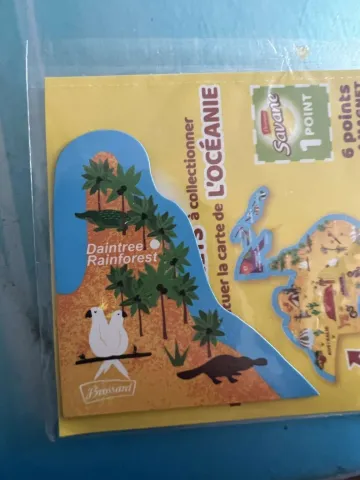 Daintree
Rainforest
Brossard
à collectionner
la carte de L'OCÉANIE
Savane
1 POINT
6 points